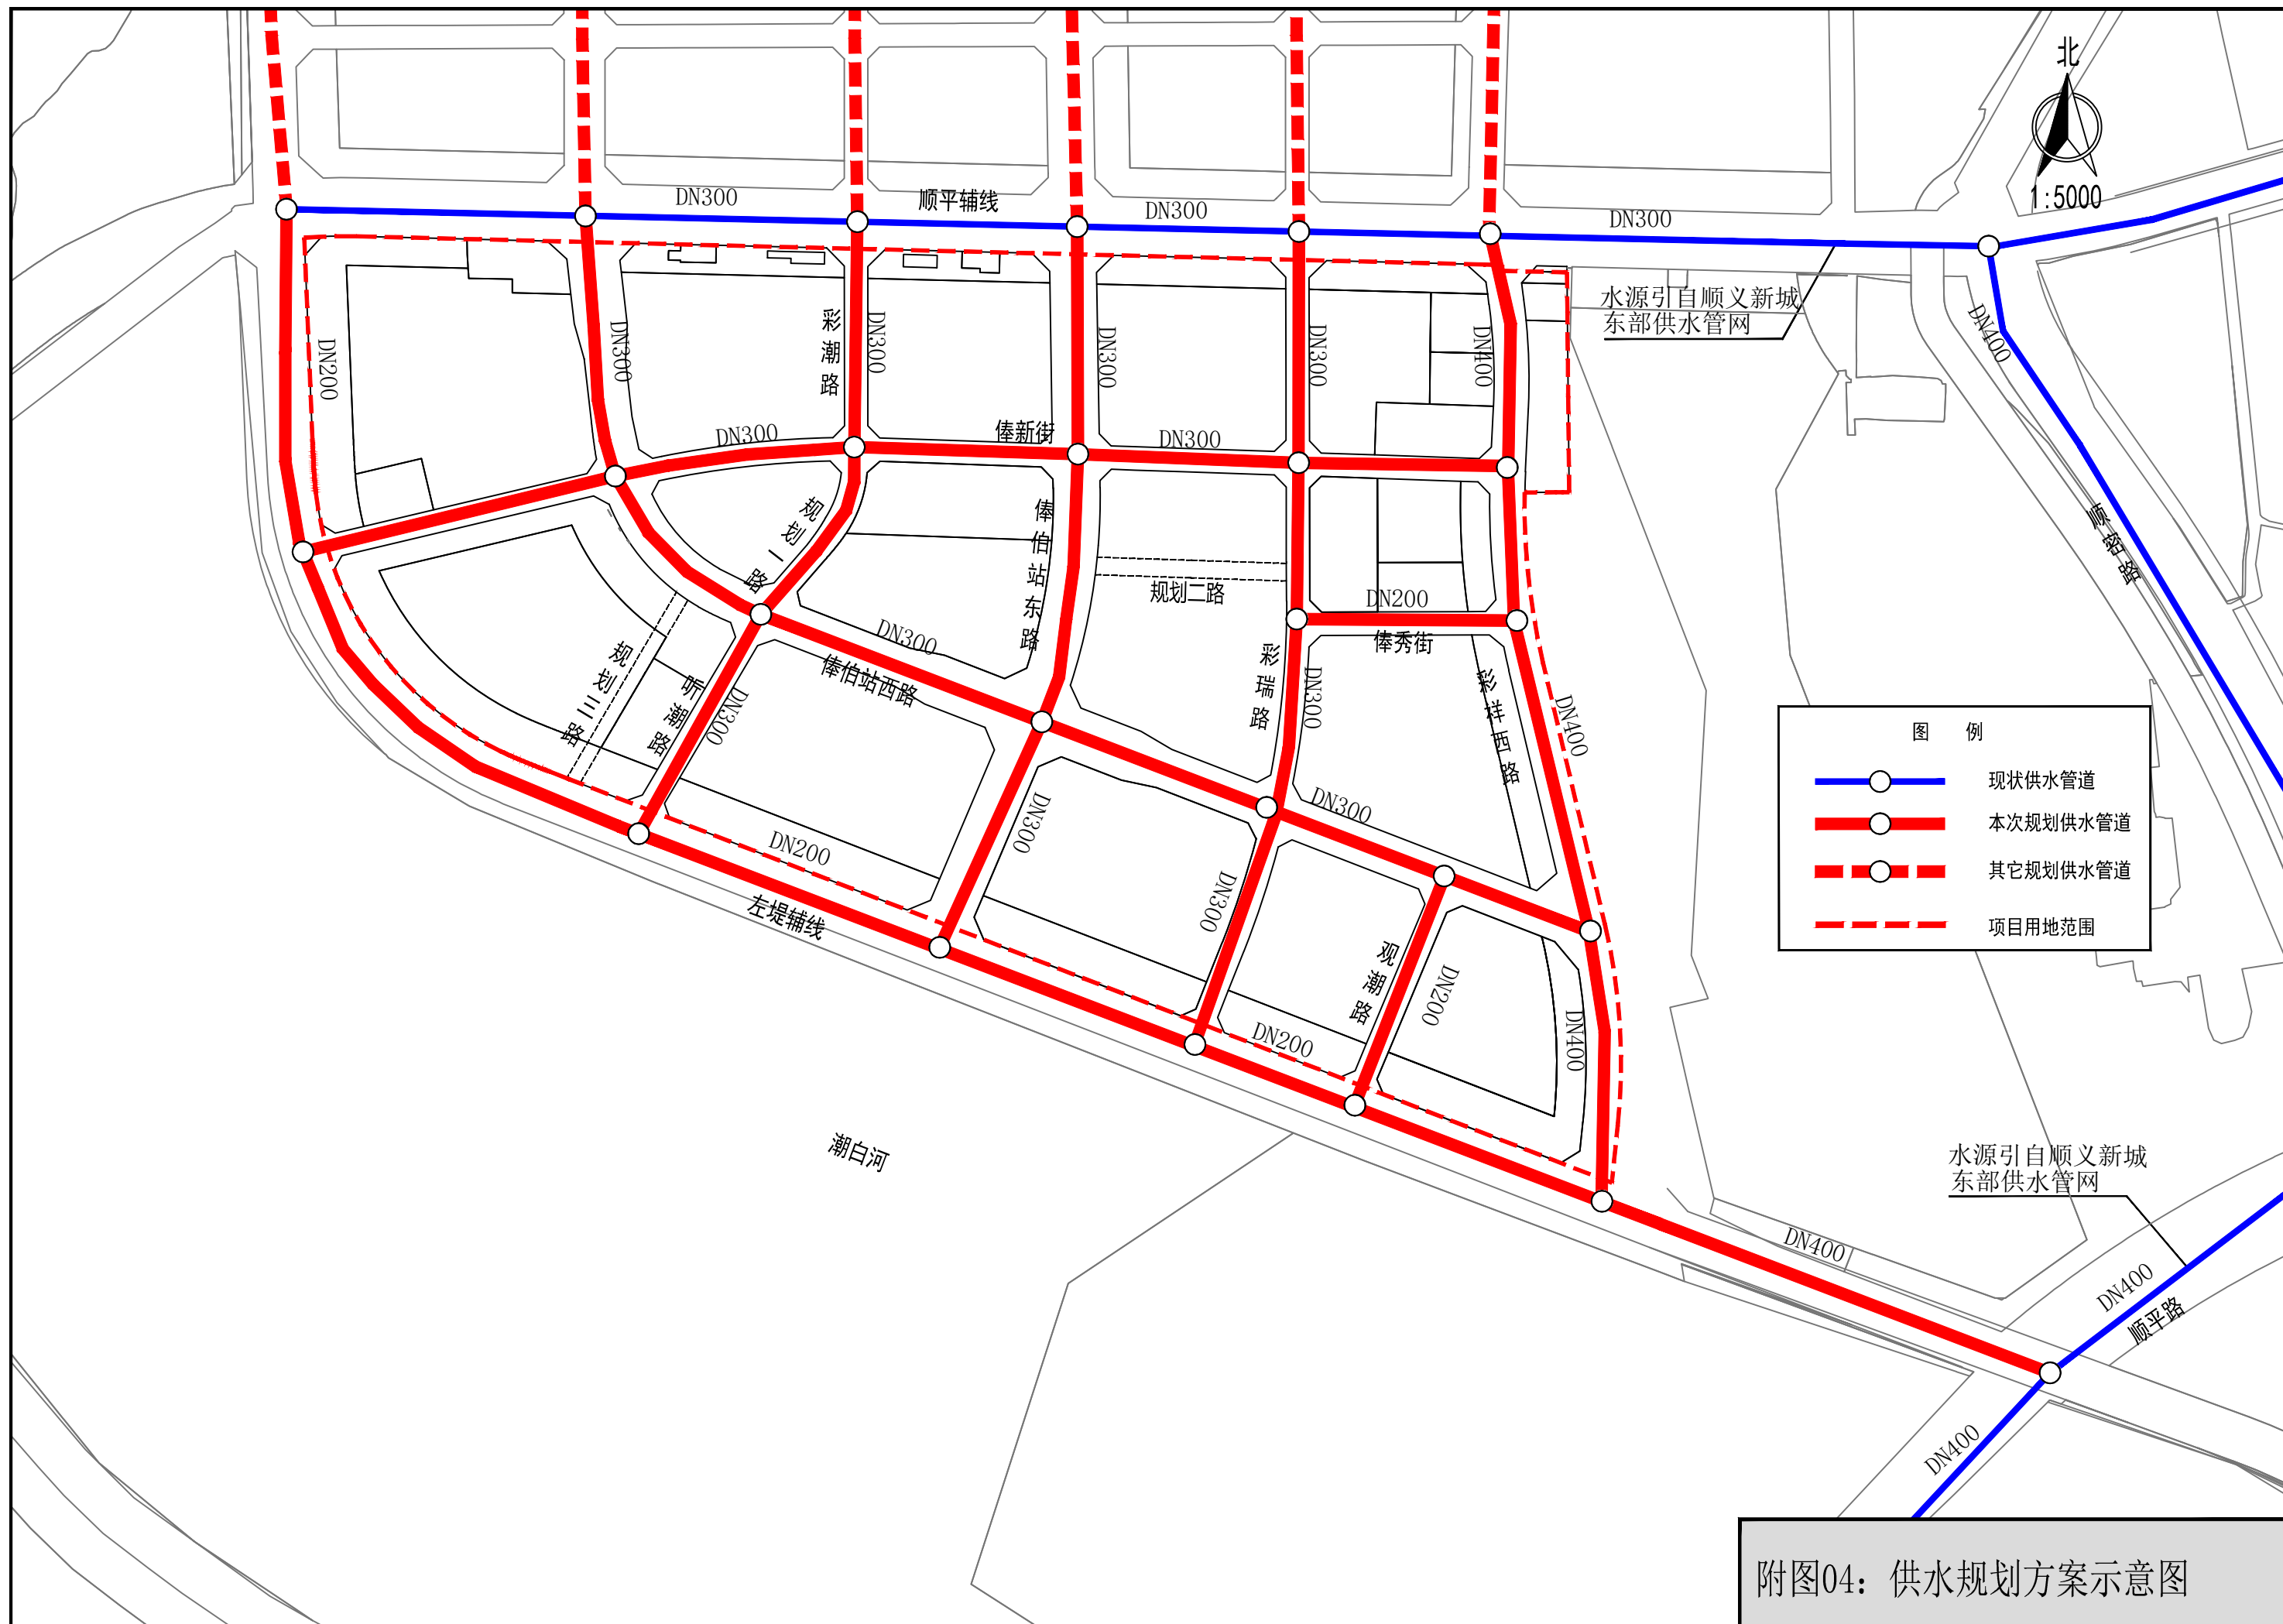 北
1:5000
DN300
顺平辅线
DN300
DN300
水源引自顺义新城
东部供水管网
DN400
顺密路
DN200
DN300
彩潮路
DN300
DN300
DN300
DN400
DN300
俸新街
DN300
规划一路
俸伯站东路
规划二路
DN200
俸秀街
DN300
俸伯站西路
规划三路
听潮路
DN300
彩瑞路
DN300
彩祥西路
DN400
DN200
DN300
DN300
DN300
左堤辅线
DN200
观潮路
DN200
DN400
潮白河
图 例
现状供水管道
本次规划供水管道
其它规划供水管道
项目用地范围
水源引自顺义新城
东部供水管网
DN400
DN400
顺平路
DN400
附图04：供水规划方案示意图